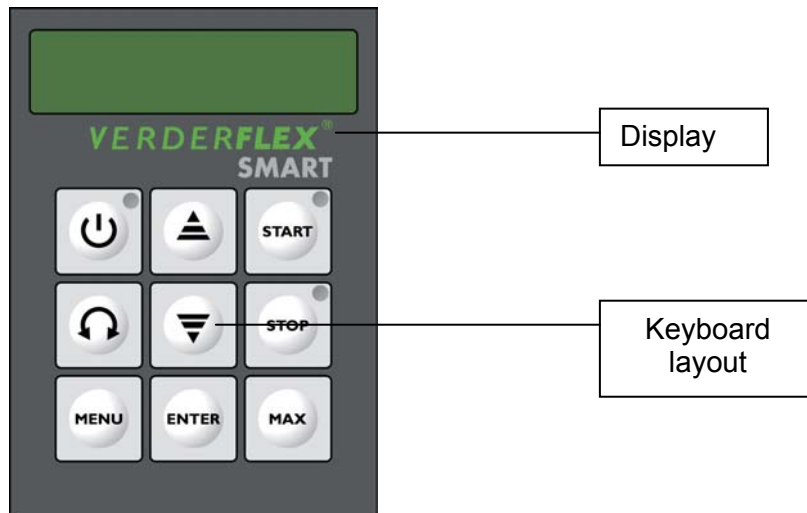 VERDERFLEX®
SMART
Display
START
STOP
Keyboard
layout
MENU ENTER MAX